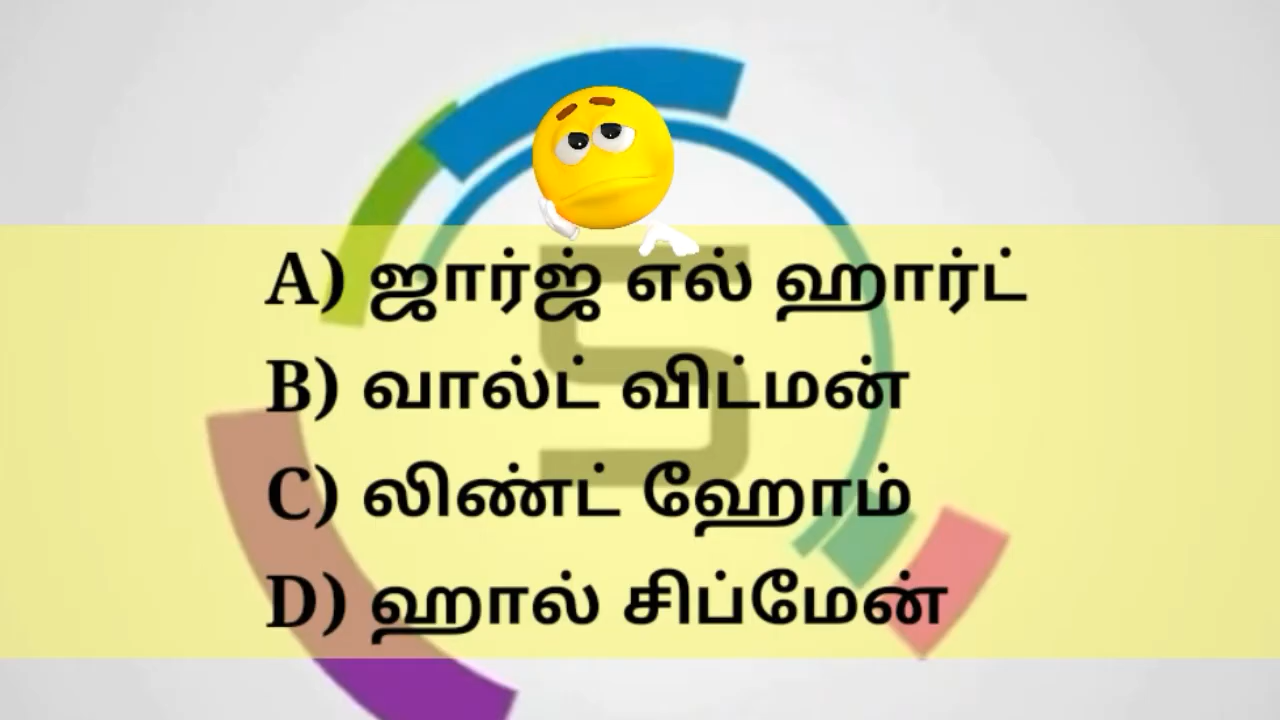 A) ஜார்ஜ் எல் ஹார்ட்
B) வால்ட் விட்மன்
C) லிண்ட் ஹோம்
D) ஹால் சிப்மேன்